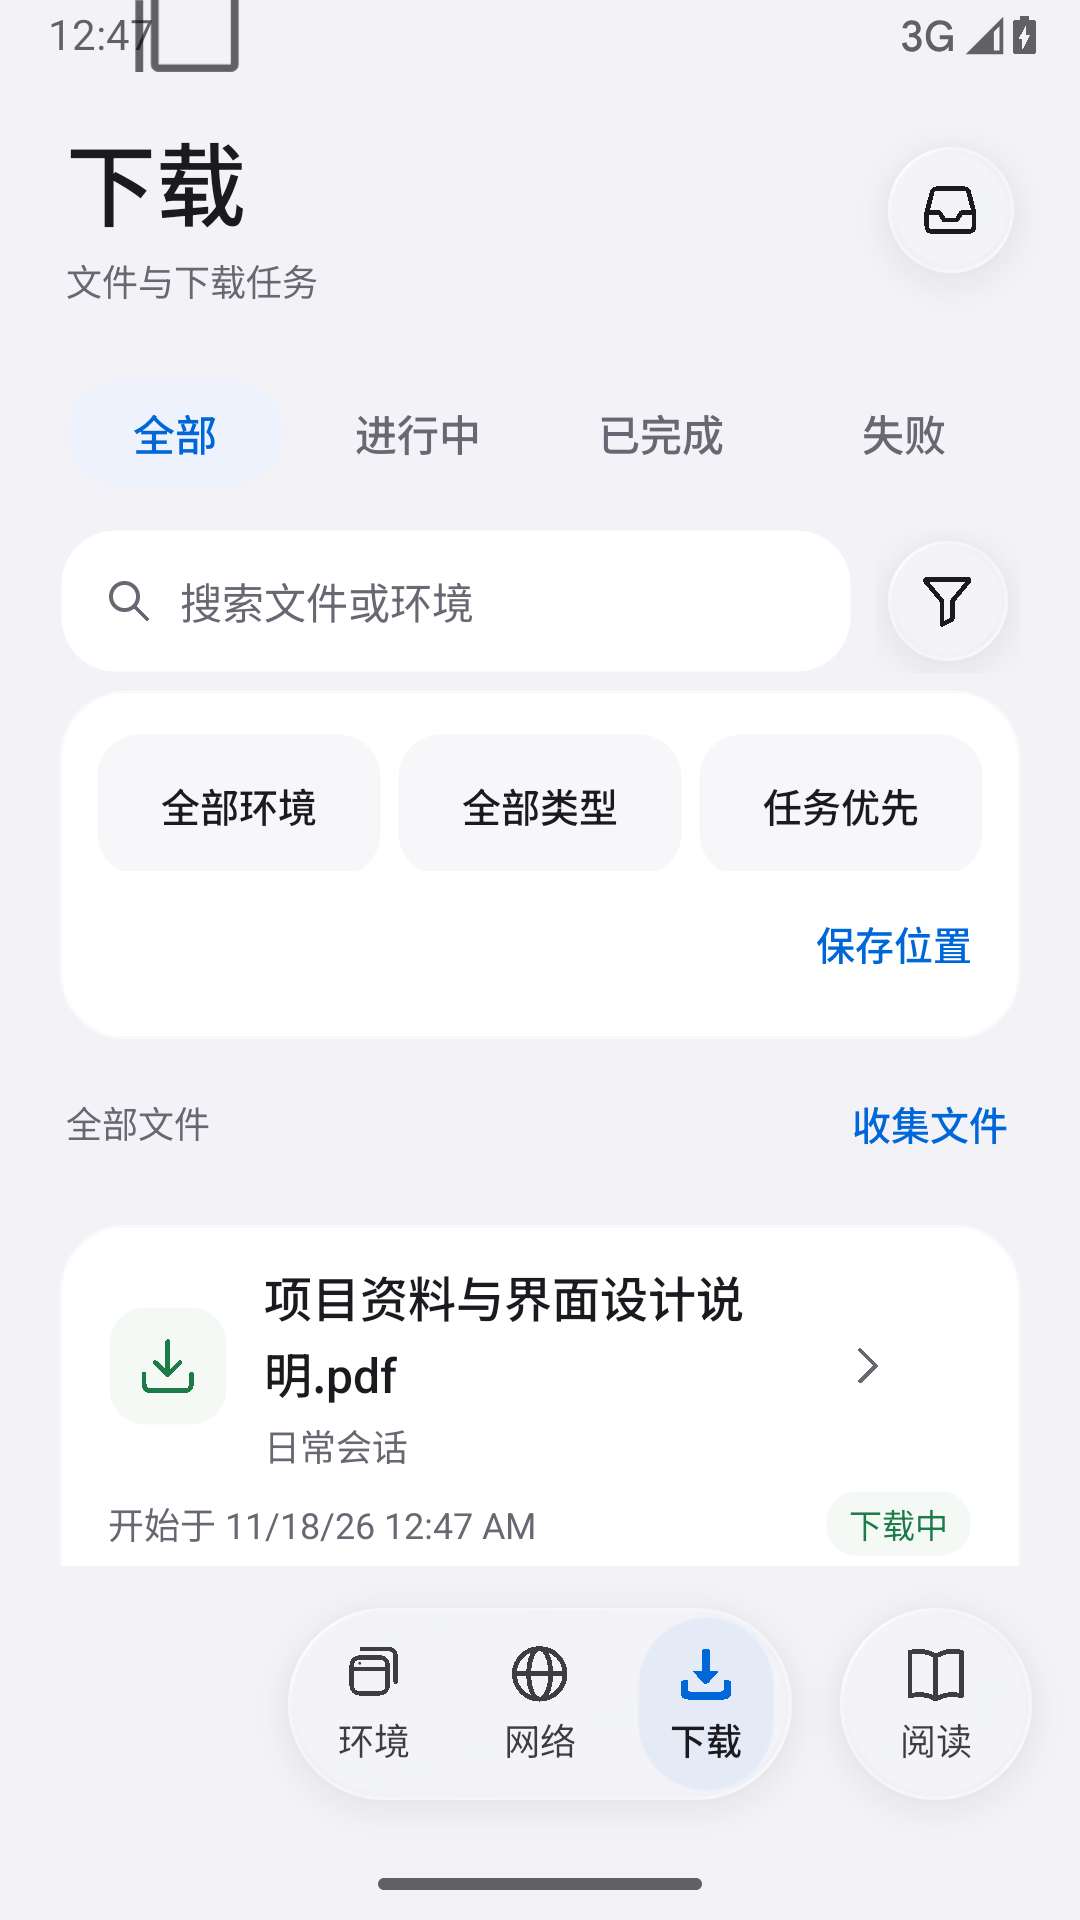 12:47
3G
下载
文件与下载任务
全部
进行中
已完成
失败
搜索文件或环境
全部环境
全部类型
任务优先
保存位置
全部文件
收集文件
项目资料与界面设计说
明.pdf
日常会话
开始于 11/18/26 12:47 AM
下载中
环境
网络
下载
阅读